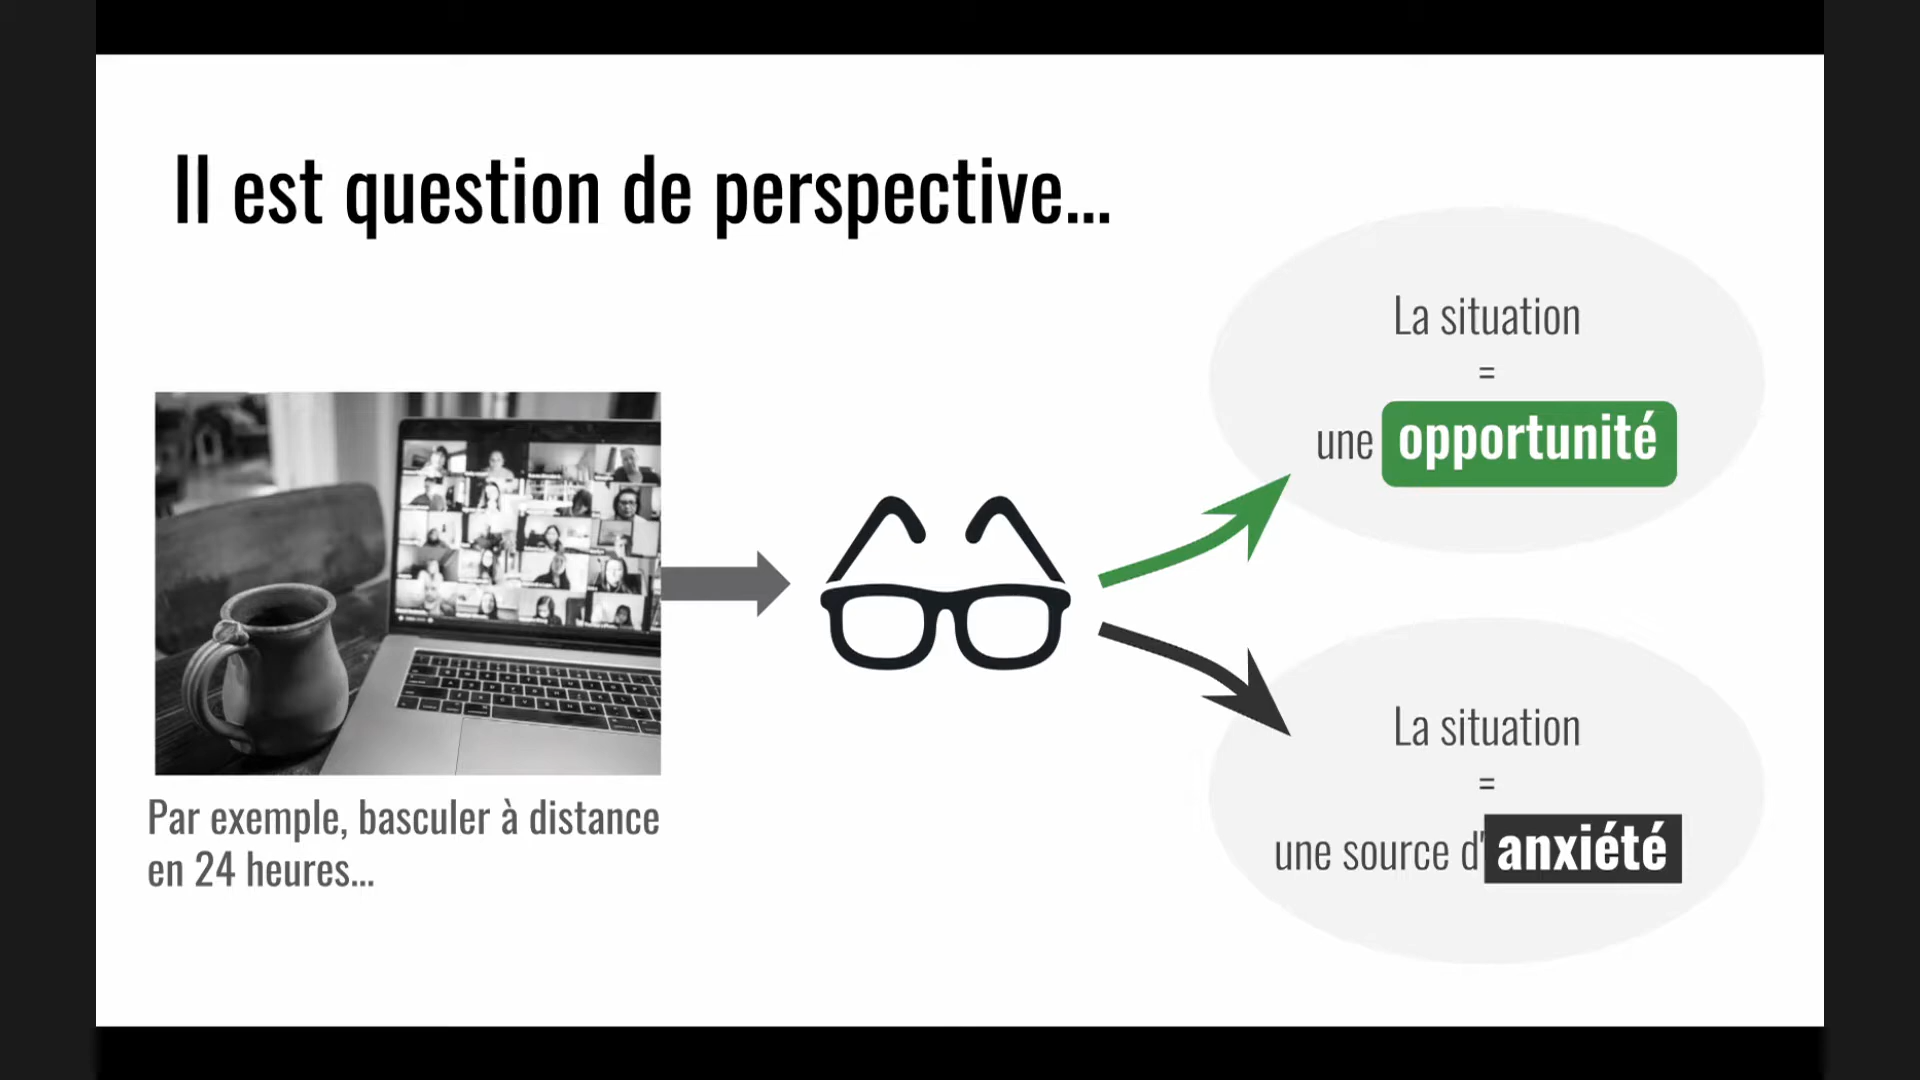 Il est question de perspective...
La situation
=
une opportunité
Par exemple, basculer à distance
en 24 heures...
La situation
=
une source d'anxiété